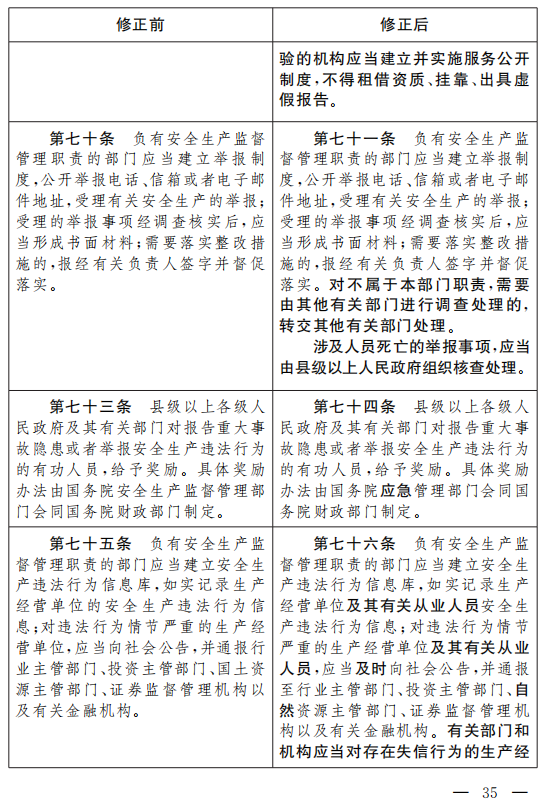 修正前
修正后
验的机构应当建立并实施服务公开
制度,不得租借资质、挂靠、出具虚
假报告。
第七十条 负有安全生产监督
管理职责的部门应当建立举报制
度,公开举报电话、信箱或者电子邮
件地址,受理有关安全生产的举报;
受理的举报事项经调查核实后,应
当形成书面材料;需要落实整改措
施的,报经有关负责人签字并督促
落实。
第七十一条 负有安全生产监
督管理职责的部门应当建立举报制
度,公开举报电话、信箱或者电子邮
件地址,受理有关安全生产的举报;
受理的举报事项经调查核实后,应
当形成书面材料;需要落实整改措
施的,报经有关负责人签字并督促
落实。对不属于本部门职责,需要
由其他有关部门进行调查处理的,
转交其他有关部门处理。
涉及人员死亡的举报事项,应当
由县级以上人民政府组织核查处理。
第七十三条 县级以上各级人
民政府及其有关部门对报告重大事
故隐患或者举报安全生产违法行为
的有功人员,给予奖励。具体奖励
办法由国务院安全生产监督管理部
门会同国务院财政部门制定。
第七十四条 县级以上各级人
民政府及其有关部门对报告重大事
故隐患或者举报安全生产违法行为
的有功人员,给予奖励。具体奖励
办法由国务院应急管理部门会同国
务院财政部门制定。
第七十五条 负有安全生产监
督管理职责的部门应当建立安全生
产违法行为信息库,如实记录生产
经营单位的安全生产违法行为信
息;对违法行为情节严重的生产经
营单位,应当向社会公告,并通报行
业主管部门、投资主管部门、国土资
源主管部门、证券监督管理机构以
及有关金融机构。
第七十六条 负有安全生产监
督管理职责的部门应当建立安全生
产违法行为信息库,如实记录生产
经营单位及其有关从业人员安全生
产违法行为信息;对违法行为情节
严重的生产经营单位及其有关从业
人员,应当及时向社会公告,并通报
至行业主管部门、投资主管部门、自
然资源主管部门、证券监督管理机构
以及有关金融机构。有关部门和
机构应当对存在失信行为的生产经
— 35 —